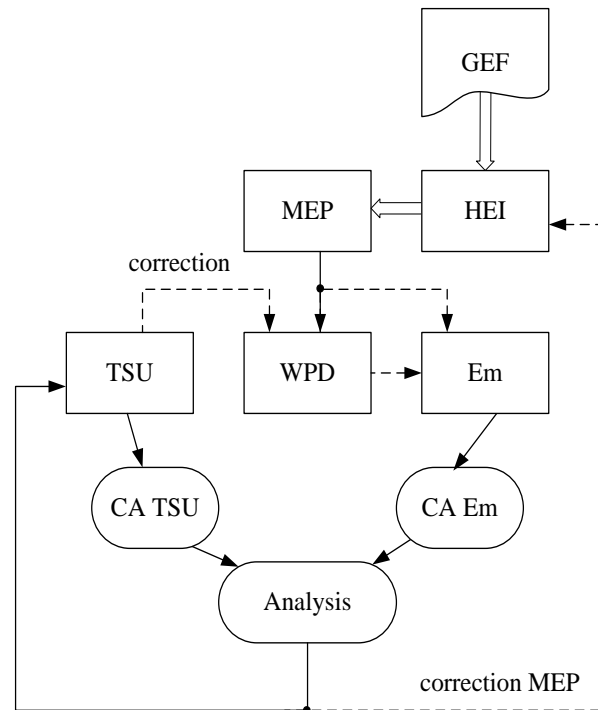 GEF
MEP
HEI
correction
TSU
WPD
Em
CA TSU
CA Em
Analysis
correction MEP